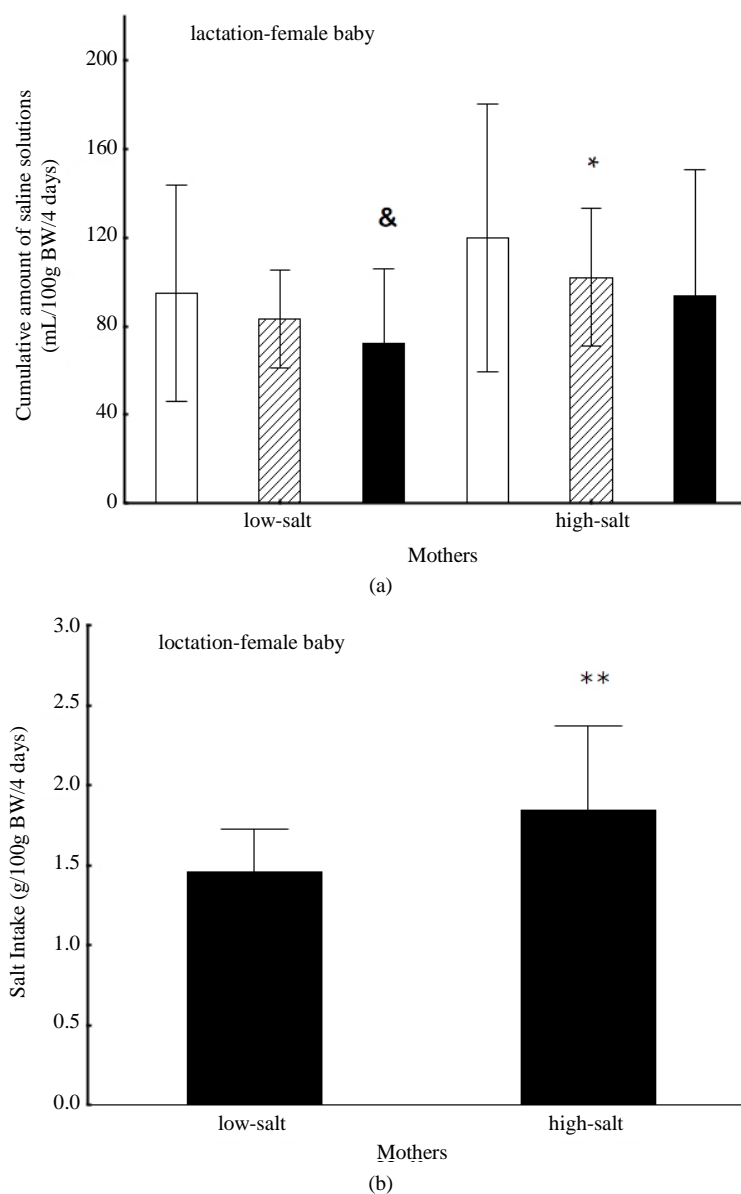 lactation-female baby
Cumulative amount of saline solutions
(mL/100g BW/4 days)
200
160
120
80
40
0
&
*
low-salt
high-salt
Mothers
(a)
loctation-female baby
Salt Intake (g/100g BW/4 days)
3.0
2.5
2.0
1.5
1.0
0.5
0.0
**
low-salt
high-salt
Mothers
(b)